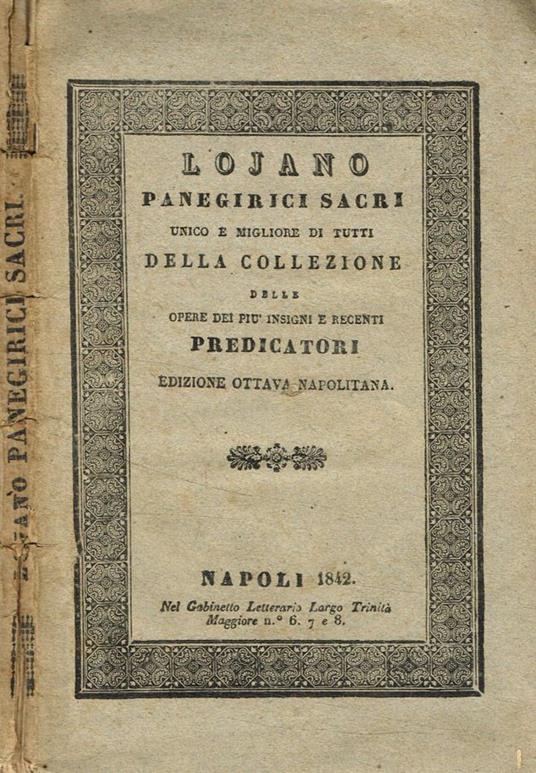 LOJANO
PANEGIRICI SACRI
UNICO E MIGLIORE DI TUTTI
DELLA COLLEZIONE
DELLE
OPERE DEI PIU' INSIGNI E RECENTI
PREDICATORI
EDIZIONE OTTAVA NAPOLITANA.
NAPOLI 1842.
Nel Gabinetto Letterario Largo Trinità
Maggiore n.° 6. 7 e 8.
LOJANO PANEGIRICI SACRI.